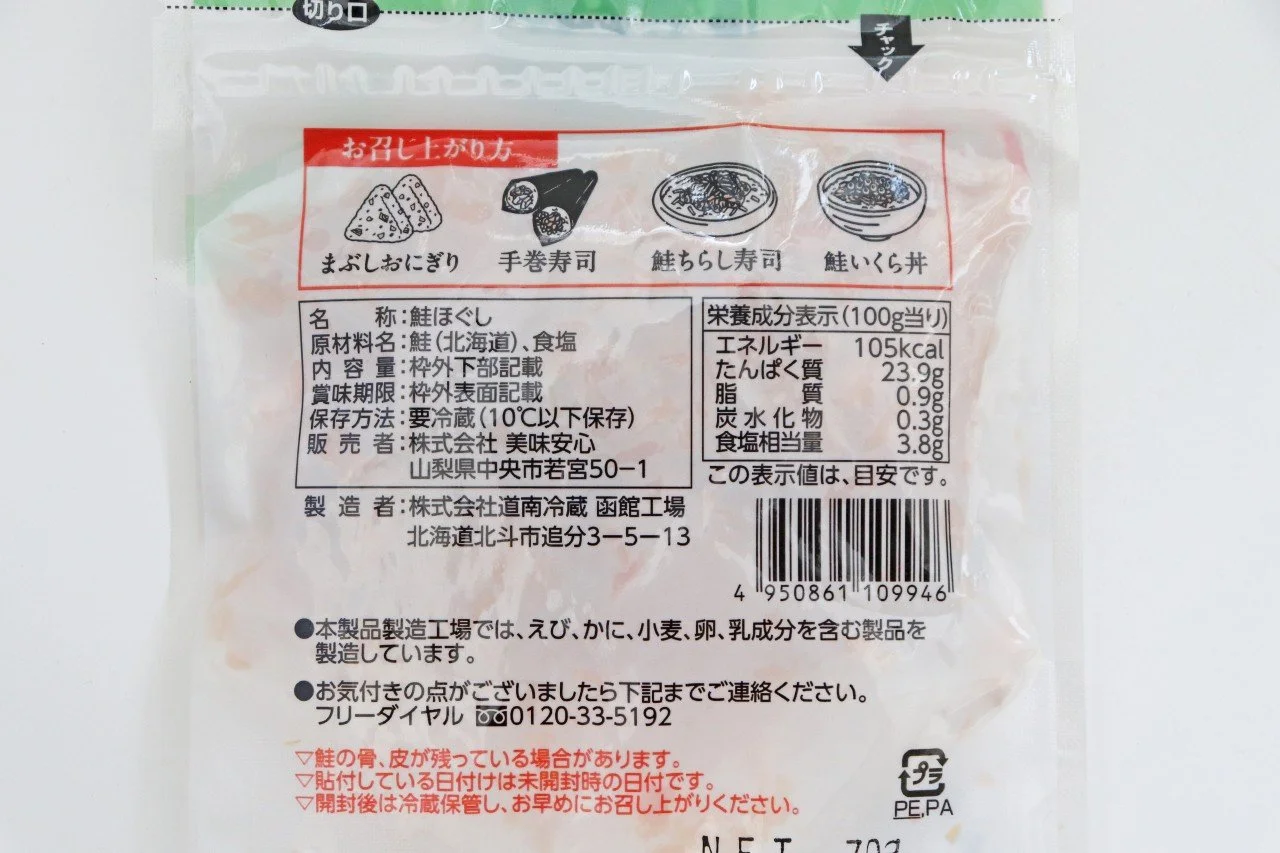 切り口
チャック
お召し上がり方
まぶしおにぎり 手巻寿司 鮭ちらし寿司 鮭いくら丼
名 称:鮭ほぐし
原材料名:鮭(北海道)、食塩
内容量:枠外下部記載
賞味期限:枠外表面記載
保存方法:要冷蔵(10℃以下保存)
販売者:株式会社 美味安心
山梨県中央市若宮50-1
製造者:株式会社道南冷蔵 函館工場
北海道北斗市追分3-5-13
栄養成分表示(100g当り)
エネルギー 105kcal
たんぱく質 23.9g
脂質 0.9g
炭水化物 0.3g
食塩相当量 3.8g
この表示値は、目安です。
4 950861 109946
●本製品製造工場では、えび、かに、小麦、卵、乳成分を含む製品を
製造しています。
●お気付きの点がございましたら下記までご連絡ください。
フリーダイヤル 0120-33-5192
▽鮭の骨、皮が残っている場合があります。
▽貼付している日付けは未開封時の日付です。
▽開封後は冷蔵保管し、お早めにお召し上がりください。
プラ
PE,PA
NET 70g